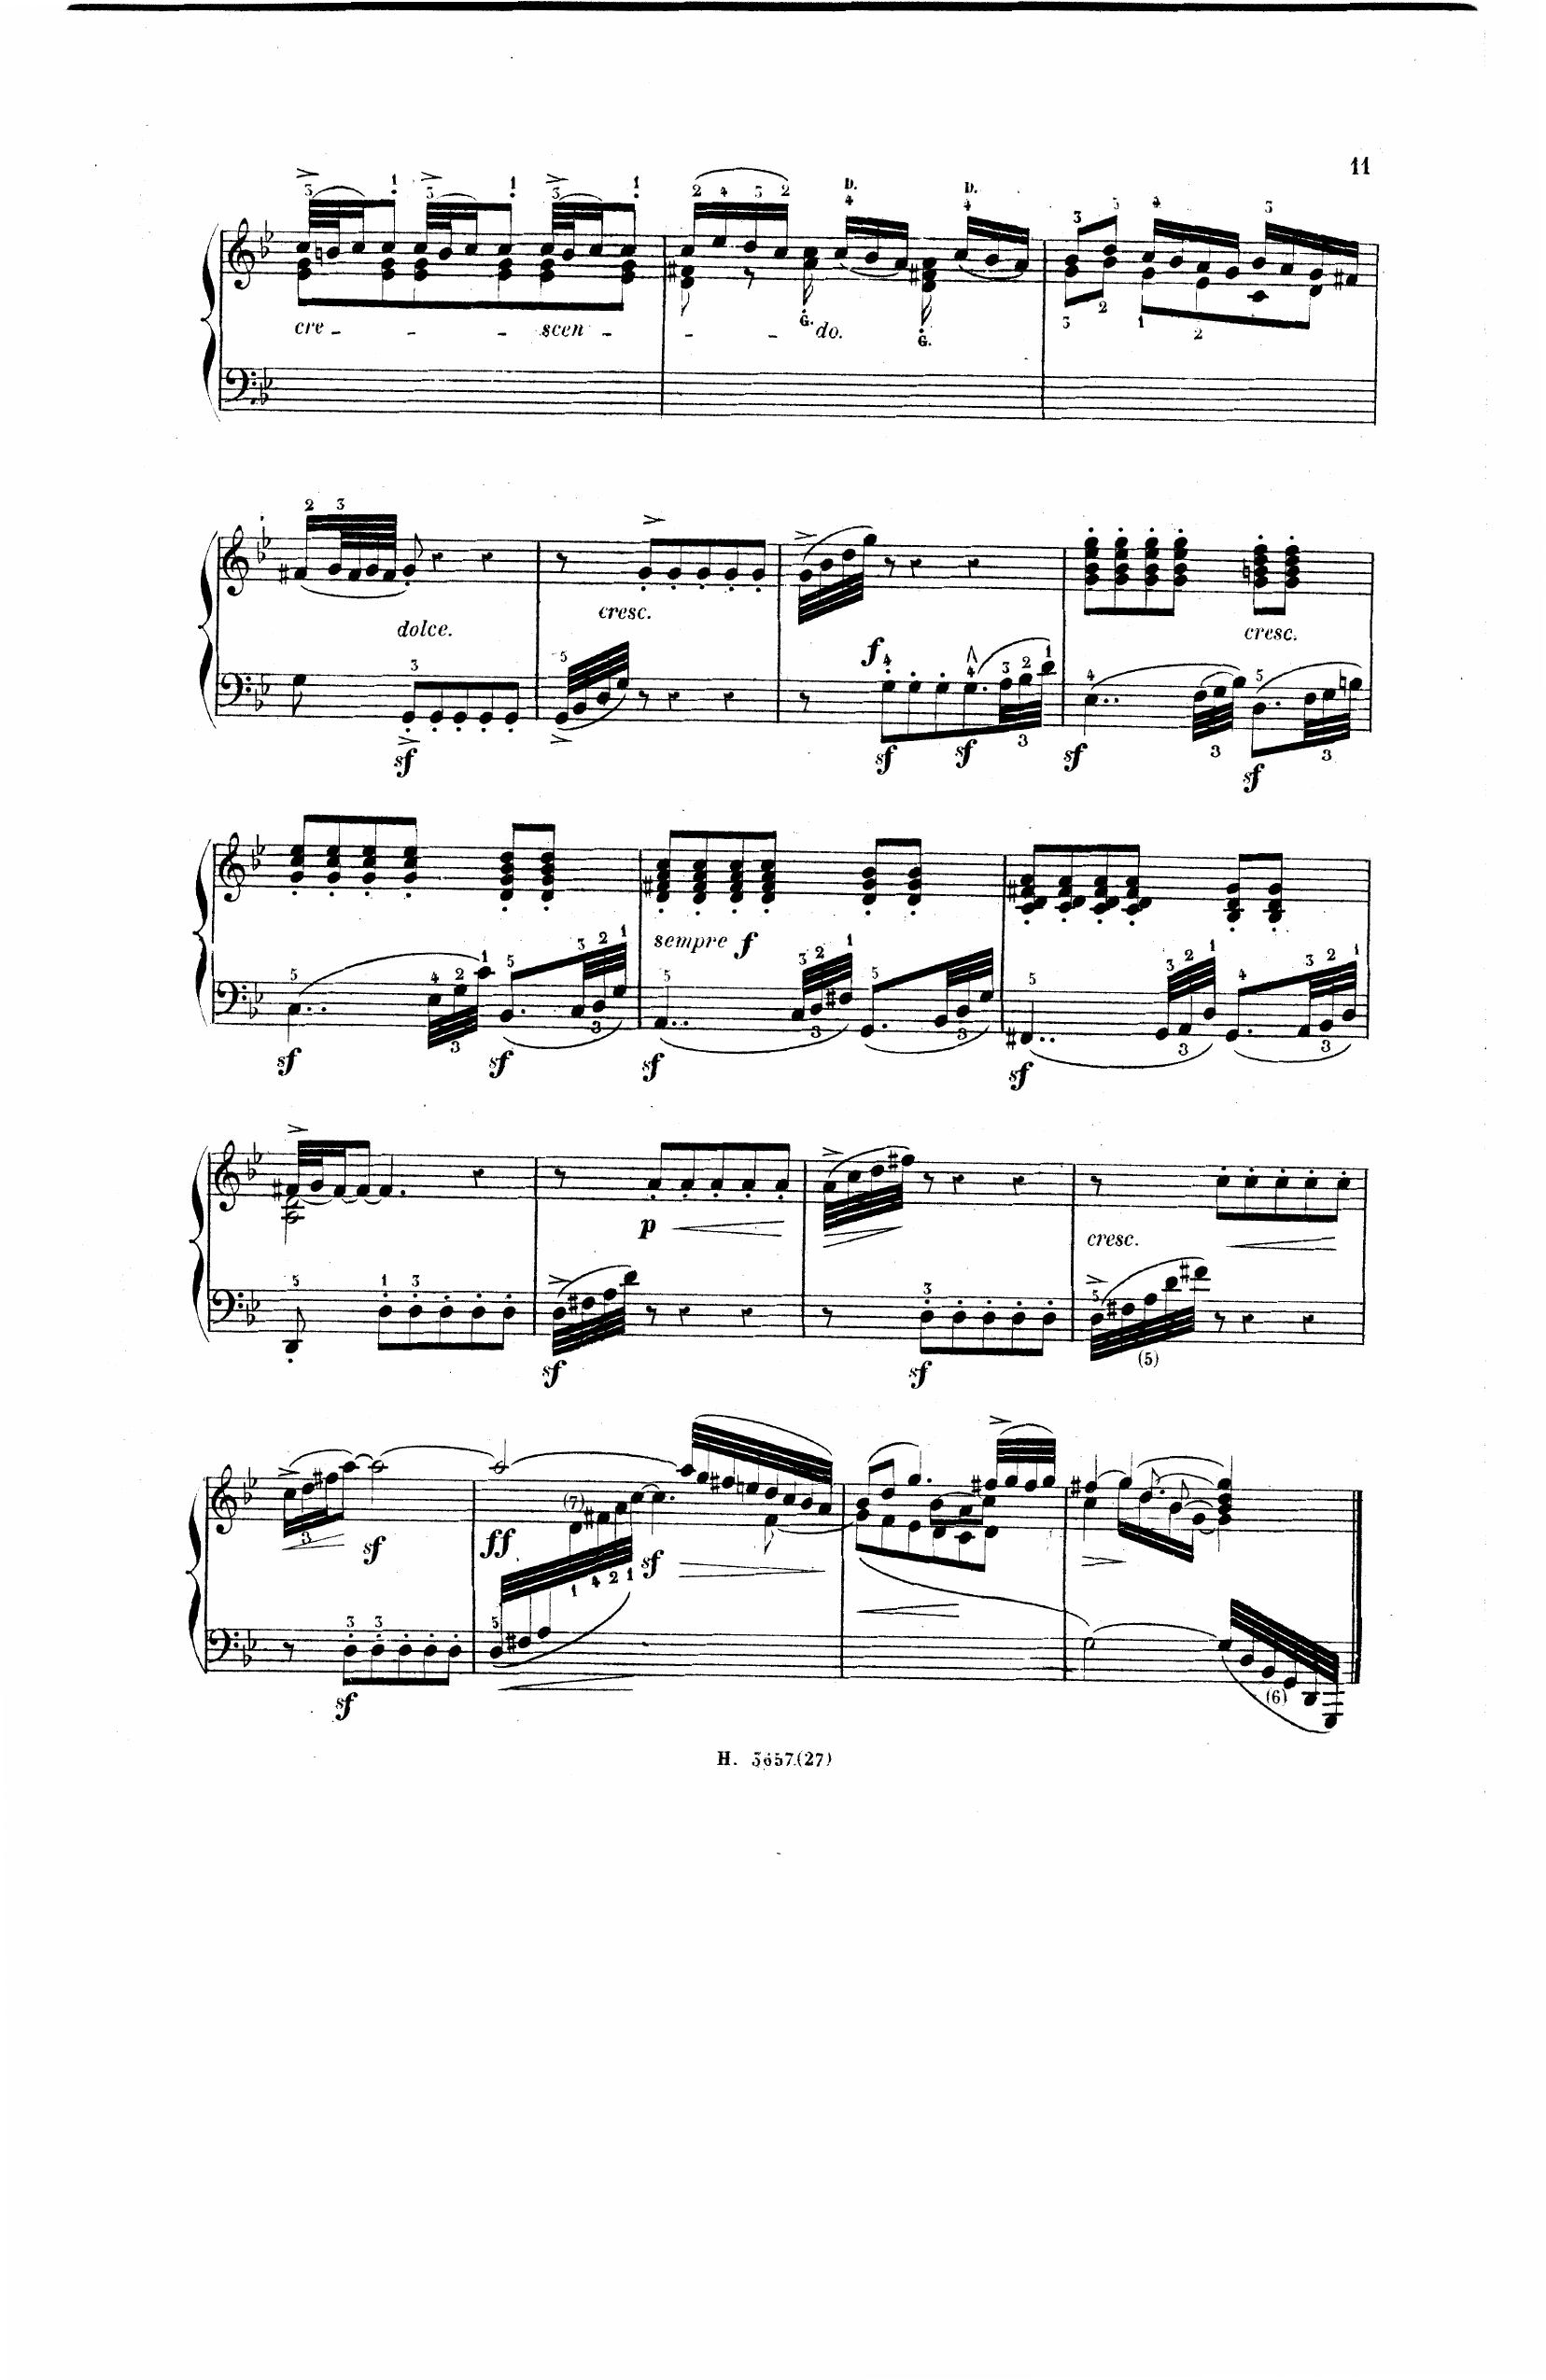 11
cre - - - scen - - - do.
D. D.
G. G.
dolce. cresc. f cresc.
sf sf sf sf sf
sempre f
sf sf sf sf
p cresc.
sf sf
(5)
sf ff (7) sf
sf (6)
H. 3657.(27)